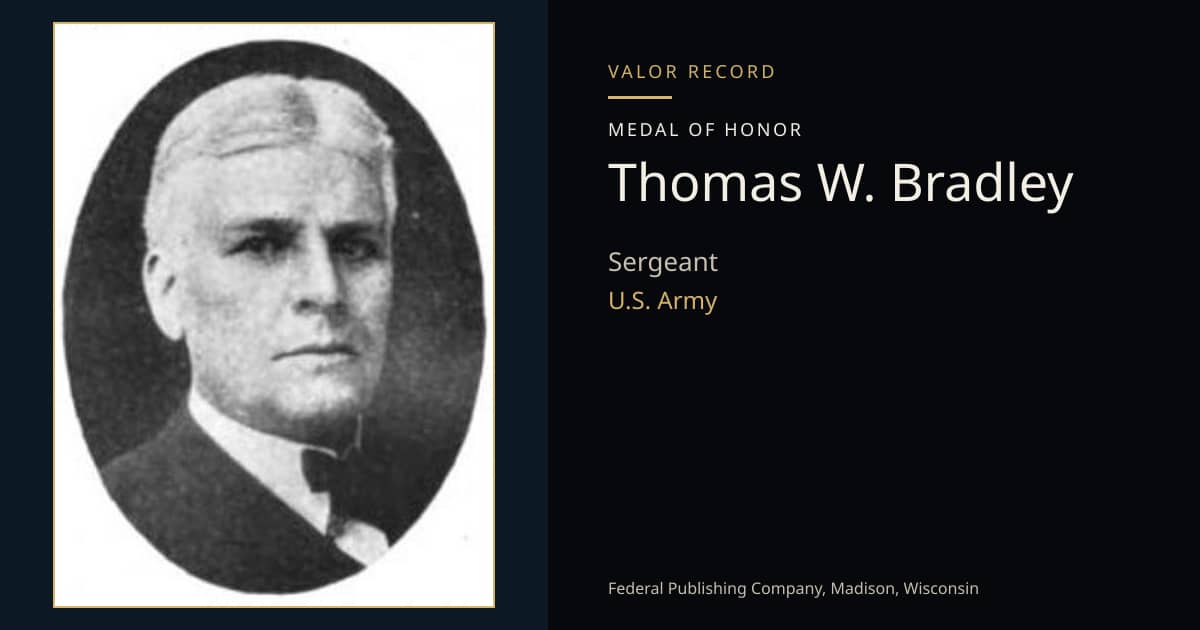 VALOR RECORD
MEDAL OF HONOR
Thomas W. Bradley
Sergeant
U.S. Army
Federal Publishing Company, Madison, Wisconsin